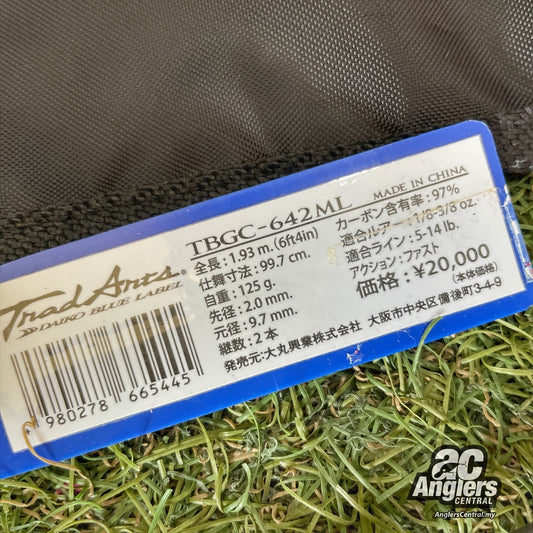 Trad Arts
DAIKO BLUE LABEL
980278 665445
TBGC-642ML
全長:1.93 m.(6ft4in)
仕舞寸法:99.7 cm.
自重:125 g.
先径:2.0 mm.
元径:9.7 mm.
継数:2 本
発売元:大丸興業株式会社 大阪市中央区備後町3-4-9
MADE IN CHINA
カーボン含有率:97%
適合ルアー:1/8-3/8 oz.
適合ライン:5-14 lb.
アクション:ファスト
価格:¥20,000
(本体価格)
2C
Anglers
CENTRAL
AnglersCentral.my